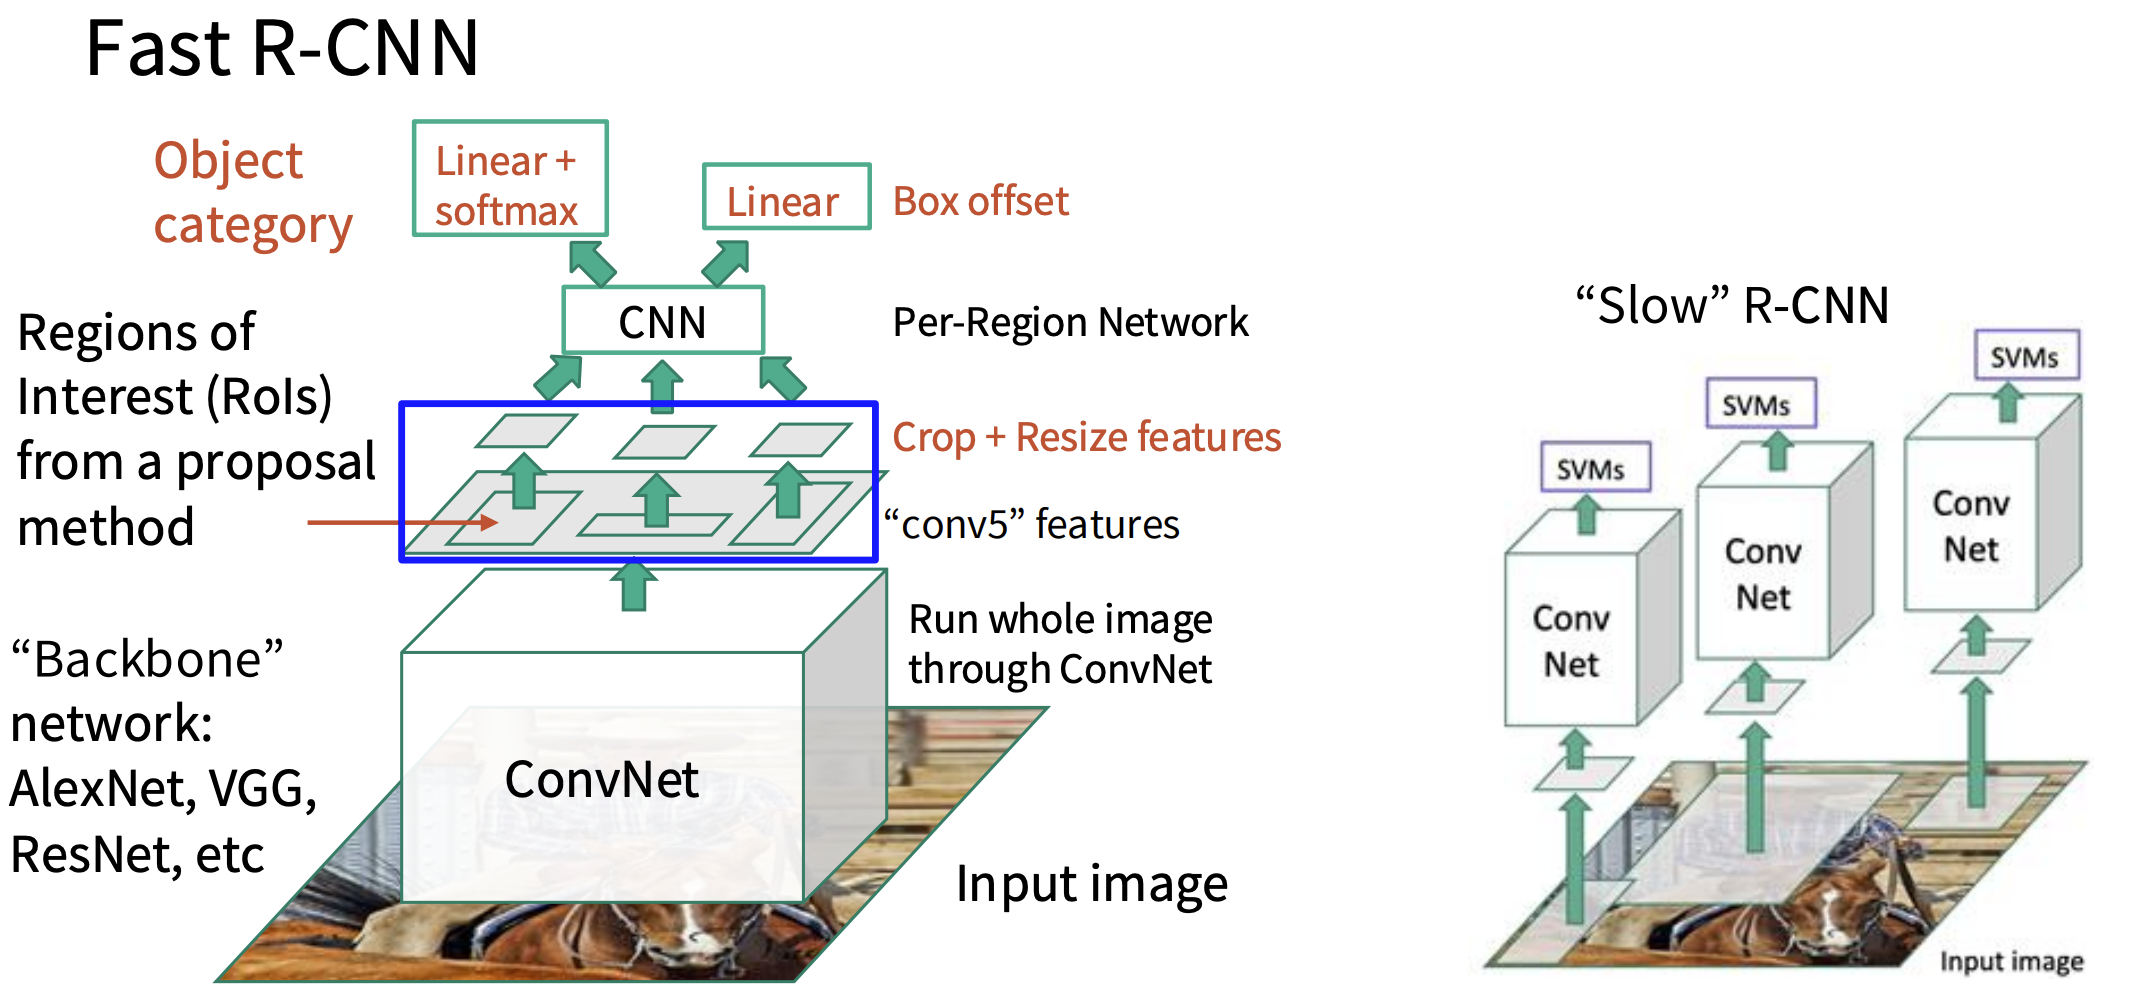 Fast R-CNN
Object
category
Linear +
softmax
Linear
Box offset
CNN
Per-Region Network
Regions of
Interest (RoIs)
from a proposal
method
Crop + Resize features
“conv5” features
“Backbone”
network:
AlexNet, VGG,
ResNet, etc
Run whole image
through ConvNet
ConvNet
Input image
“Slow” R-CNN
SVMs
SVMs
SVMs
Conv
Net
Conv
Net
Conv
Net
Input image